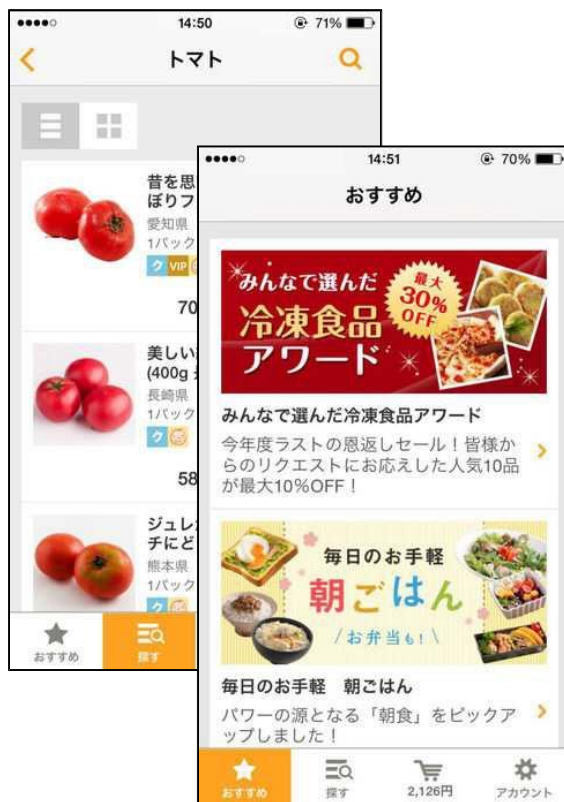 14:50
71%
トマト
昔を思
ぼりフ
愛知県
1パック
ク VIP
70
美しい
(400g
長崎県
1パック
ク
58
ジュレ
チにど
熊本県
1パック
ク
おすすめ
探す
14:51
70%
おすすめ
みんなで選んだ
冷凍食品
アワード
最大
30%
OFF
みんなで選んだ冷凍食品アワード
今年度ラストの恩返しセール！皆様か
らのリクエストにお応えした人気10品
が最大10％OFF！
毎日のお手軽
朝ごはん
/お弁当も!\
毎日のお手軽　朝ごはん
パワーの源となる「朝食」をピックア
ップしました！
おすすめ
探す
2,126円
アカウント